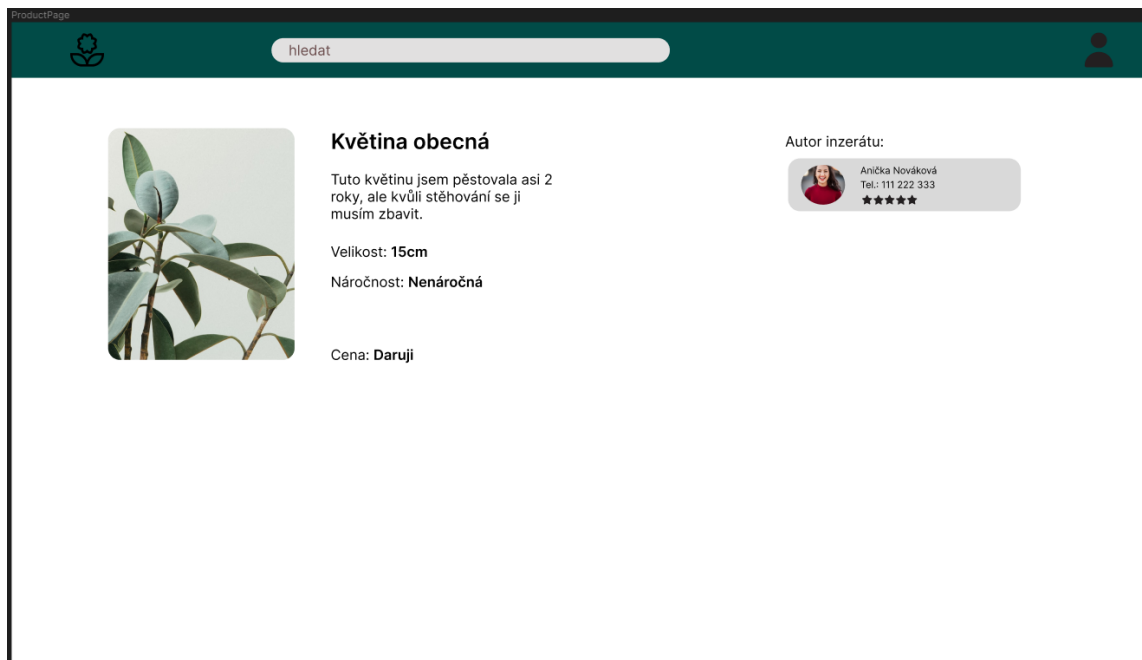 ProductPage
hledat
Květina obecná
Tuto květinu jsem pěstovala asi 2
roky, ale kvůli stěhování se ji
musím zbavit.
Velikost: 15cm
Náročnost: Nenáročná
Cena: Daruji
Autor inzerátu:
Anička Nováková
Tel.: 111 222 333